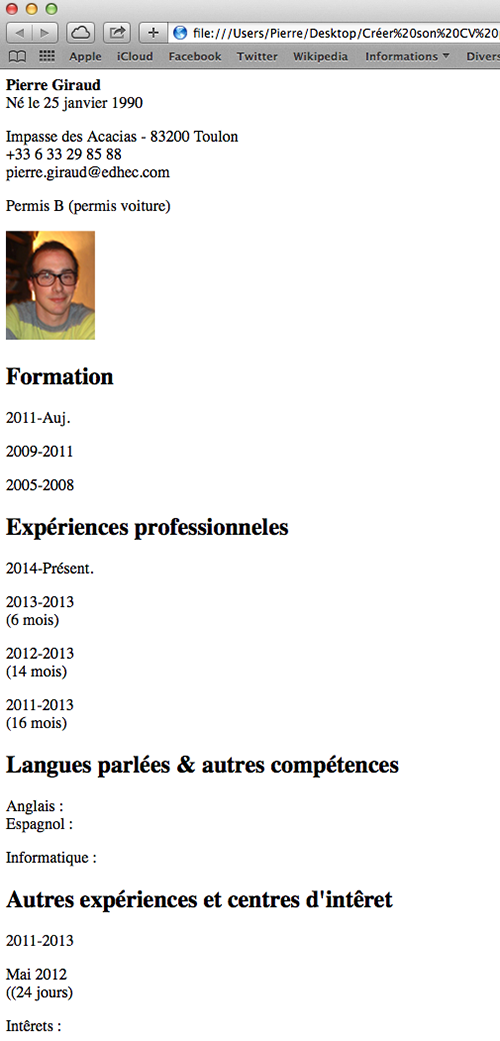 file:///Users/Pierre/Desktop/Créer%20son%20CV%20
Apple iCloud Facebook Twitter Wikipedia Informations Divers
Pierre Giraud
Né le 25 janvier 1990
Impasse des Acacias - 83200 Toulon
+33 6 33 29 85 88
pierre.giraud@edhec.com
Permis B (permis voiture)
Formation
2011-Auj.
2009-2011
2005-2008
Expériences professionneles
2014-Présent.
2013-2013
(6 mois)
2012-2013
(14 mois)
2011-2013
(16 mois)
Langues parlées & autres compétences
Anglais :
Espagnol :
Informatique :
Autres expériences et centres d'intêret
2011-2013
Mai 2012
((24 jours)
Intêrets :